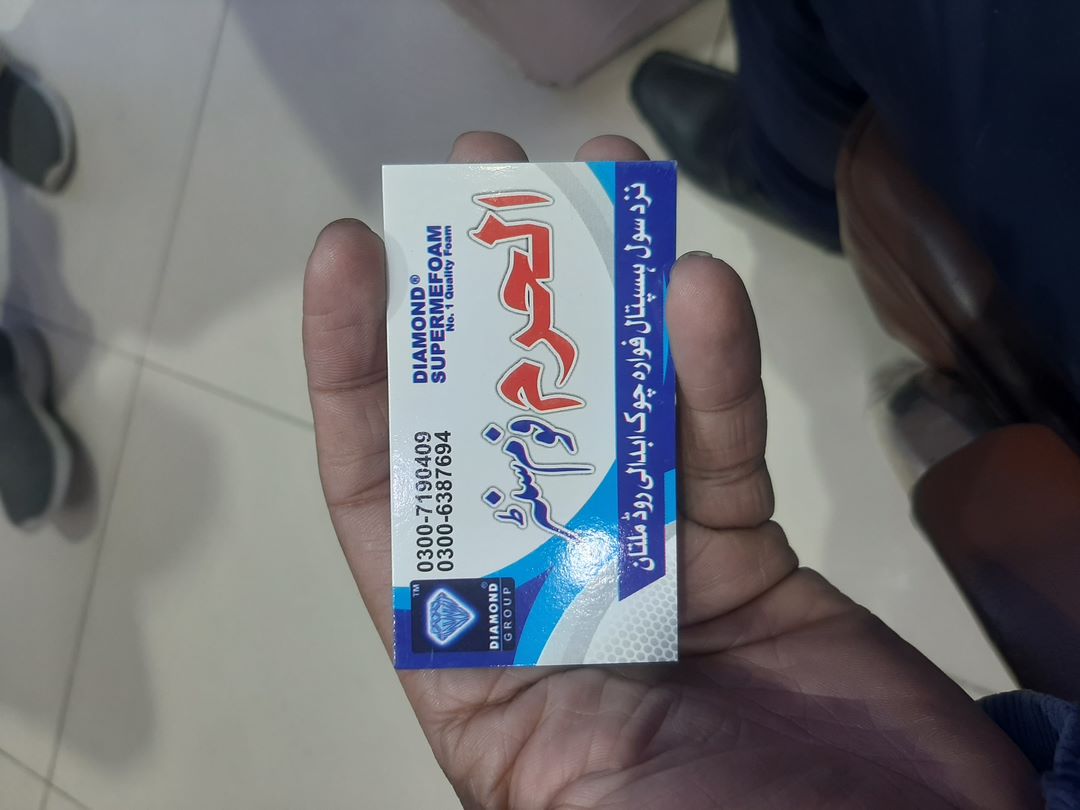 DIAMOND GROUP
TM
®
0300-7190409
0300-6387694
DIAMOND®
SUPERMEFOAM
No. 1 Quality Foam
الحرم
فوم سنٹر
نزد سول ہسپتال فوارہ چوک ابدالی روڈ ملتان